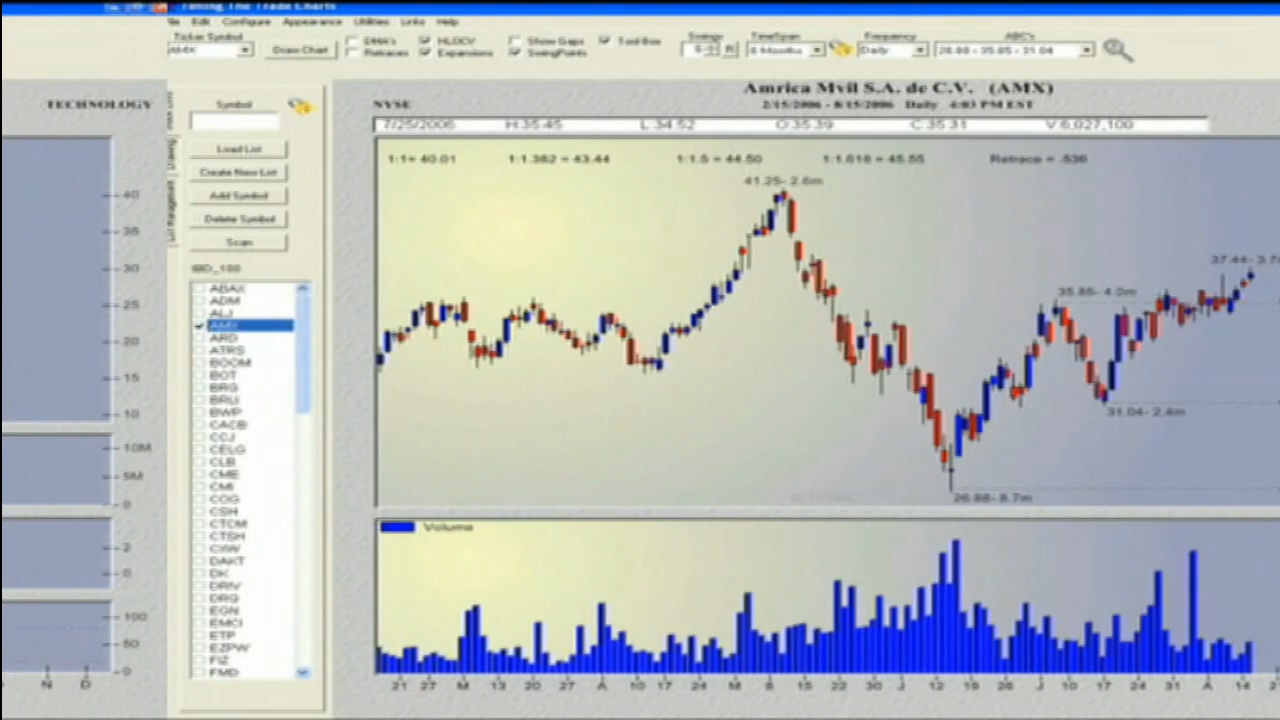 Timing The Trade Charts
Edit Configure Appearance Utilities Links Help
Ticker Symbol
AMX
Draw Chart
EMA's HLOCV Show Gaps Tool Box
Retraces Expansions SwingPoints
Swings TimeSpan Frequency ABC's
6 Months Daily 26.88 - 35.85 - 31.04
TECHNOLOGY
40
35
30
25
20
15
10
10M
5M
0
2
0
100
50
0
N D
List Management
Drawing
Symbol
Load List
Create New List
Add Symbol
Delete Symbol
Scan
IBD_100
ABAX
ADM
ALJ
AMX
ARD
ATRS
BOOM
BOT
BRG
BRLI
BWP
CACB
CCJ
CELG
CLB
CME
CMI
COG
CSH
CTCM
CTSH
CXW
DAKT
DK
DRIV
DRQ
EGN
EMCI
ETP
EZPW
FIZ
FMD
Amrica Mvil S.A. de C.V. (AMX)
NYSE
2/15/2006 - 8/15/2006 Daily 4:03 PM EST
7/25/2006 H:35.45 L:34.52 O:35.39 C:35.31 V:6,027,100
1:1= 40.01 1:1.382 = 43.44 1:1.5 = 44.50 1:1.618 = 45.55 Retrace = .536
41.25- 2.6m
37.44- 3.7
35.85- 4.0m
31.04- 2.4m
26.88- 8.7m
Volume
21 27 M 13 20 27 A 10 17 24 M 8 15 22 30 J 12 19 26 J 10 17 24 31 A 14